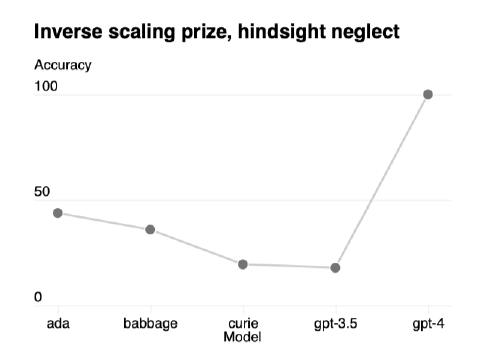 Inverse scaling prize, hindsight neglect
Accuracy
100
50
0
ada babbage curie gpt-3.5 gpt-4
Model